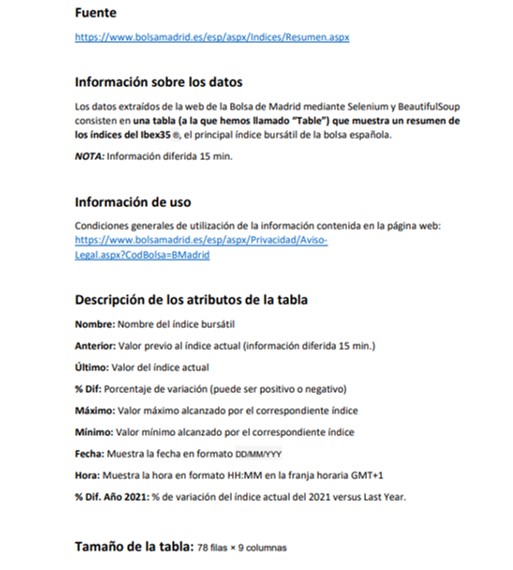 Fuente
https://www.bolsamadrid.es/esp/aspx/Indices/Resumen.aspx
Información sobre los datos
Los datos extraídos de la web de la Bolsa de Madrid mediante Selenium y BeautifulSoup
consisten en una tabla (a la que hemos llamado "Table") que muestra un resumen de
los índices del Ibex35 ®, el principal índice bursátil de la bolsa española.
NOTA: Información diferida 15 min.
Información de uso
Condiciones generales de utilización de la información contenida en la página web:
https://www.bolsamadrid.es/esp/aspx/Privacidad/Aviso-
Legal.aspx?CodBolsa=BMadrid
Descripción de los atributos de la tabla
Nombre: Nombre del índice bursátil
Anterior: Valor previo al índice actual (información diferida 15 min.)
Último: Valor del índice actual
% Dif: Porcentaje de variación (puede ser positivo o negativo)
Máximo: Valor máximo alcanzado por el correspondiente índice
Mínimo: Valor mínimo alcanzado por el correspondiente índice
Fecha: Muestra la fecha en formato DD/MM/YYY
Hora: Muestra la hora en formato HH:MM en la franja horaria GMT+1
% Dif. Año 2021: % de variación del índice actual del 2021 versus Last Year.
Tamaño de la tabla: 78 filas × 9 columnas